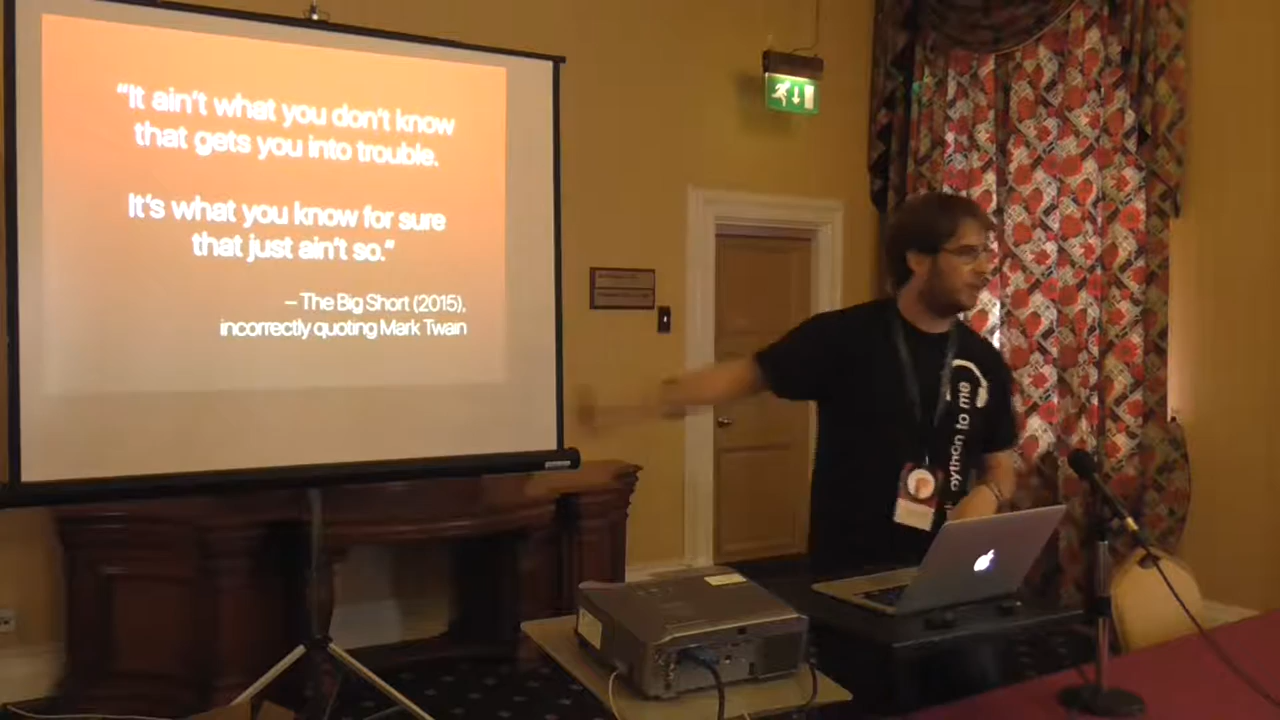 “It ain’t what you don’t know
that gets you into trouble.
It’s what you know for sure
that just ain’t so.”
– The Big Short (2015),
incorrectly quoting Mark Twain
python to me